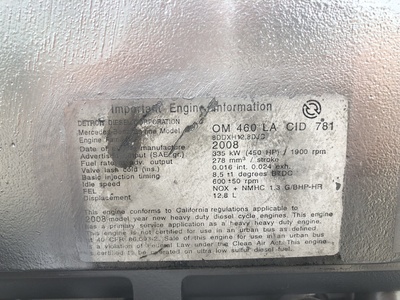 Important Engine Information
DETROIT DIESEL CORPORATION
Mercedes-Benz Engine Model OM 460 LA CID 781
Engine 8DDXH12.8DJC
Date of manufacture 2008
Advertised output (SAE gr.) 335 kW (450 HP) / 1900 rpm
Fuel rate at adv. output 278 mm³ / stroke
Valve lash cold (ins.) 0.016 int. 0.024 exh.
Basic injection timing 8.5 ±1 degrees BTDC
Idle speed 600 ±50 rpm
FEL NOX + NMHC 1.3 G/BHP-HR
Displacement 12.8 L
This engine conforms to California regulations applicable to
2008 model year new heavy duty diesel cycle engines. This engine
has a primary service application as a heavy heavy duty engine.
This engine is not certified for use in an urban bus as defined
at 40 CFR Sale of this engine for use in an urban bus
is a violation of Federal Law under the Clean Air Act. This engine
is certified to be operated on ultra low sulfur diesel fuel.